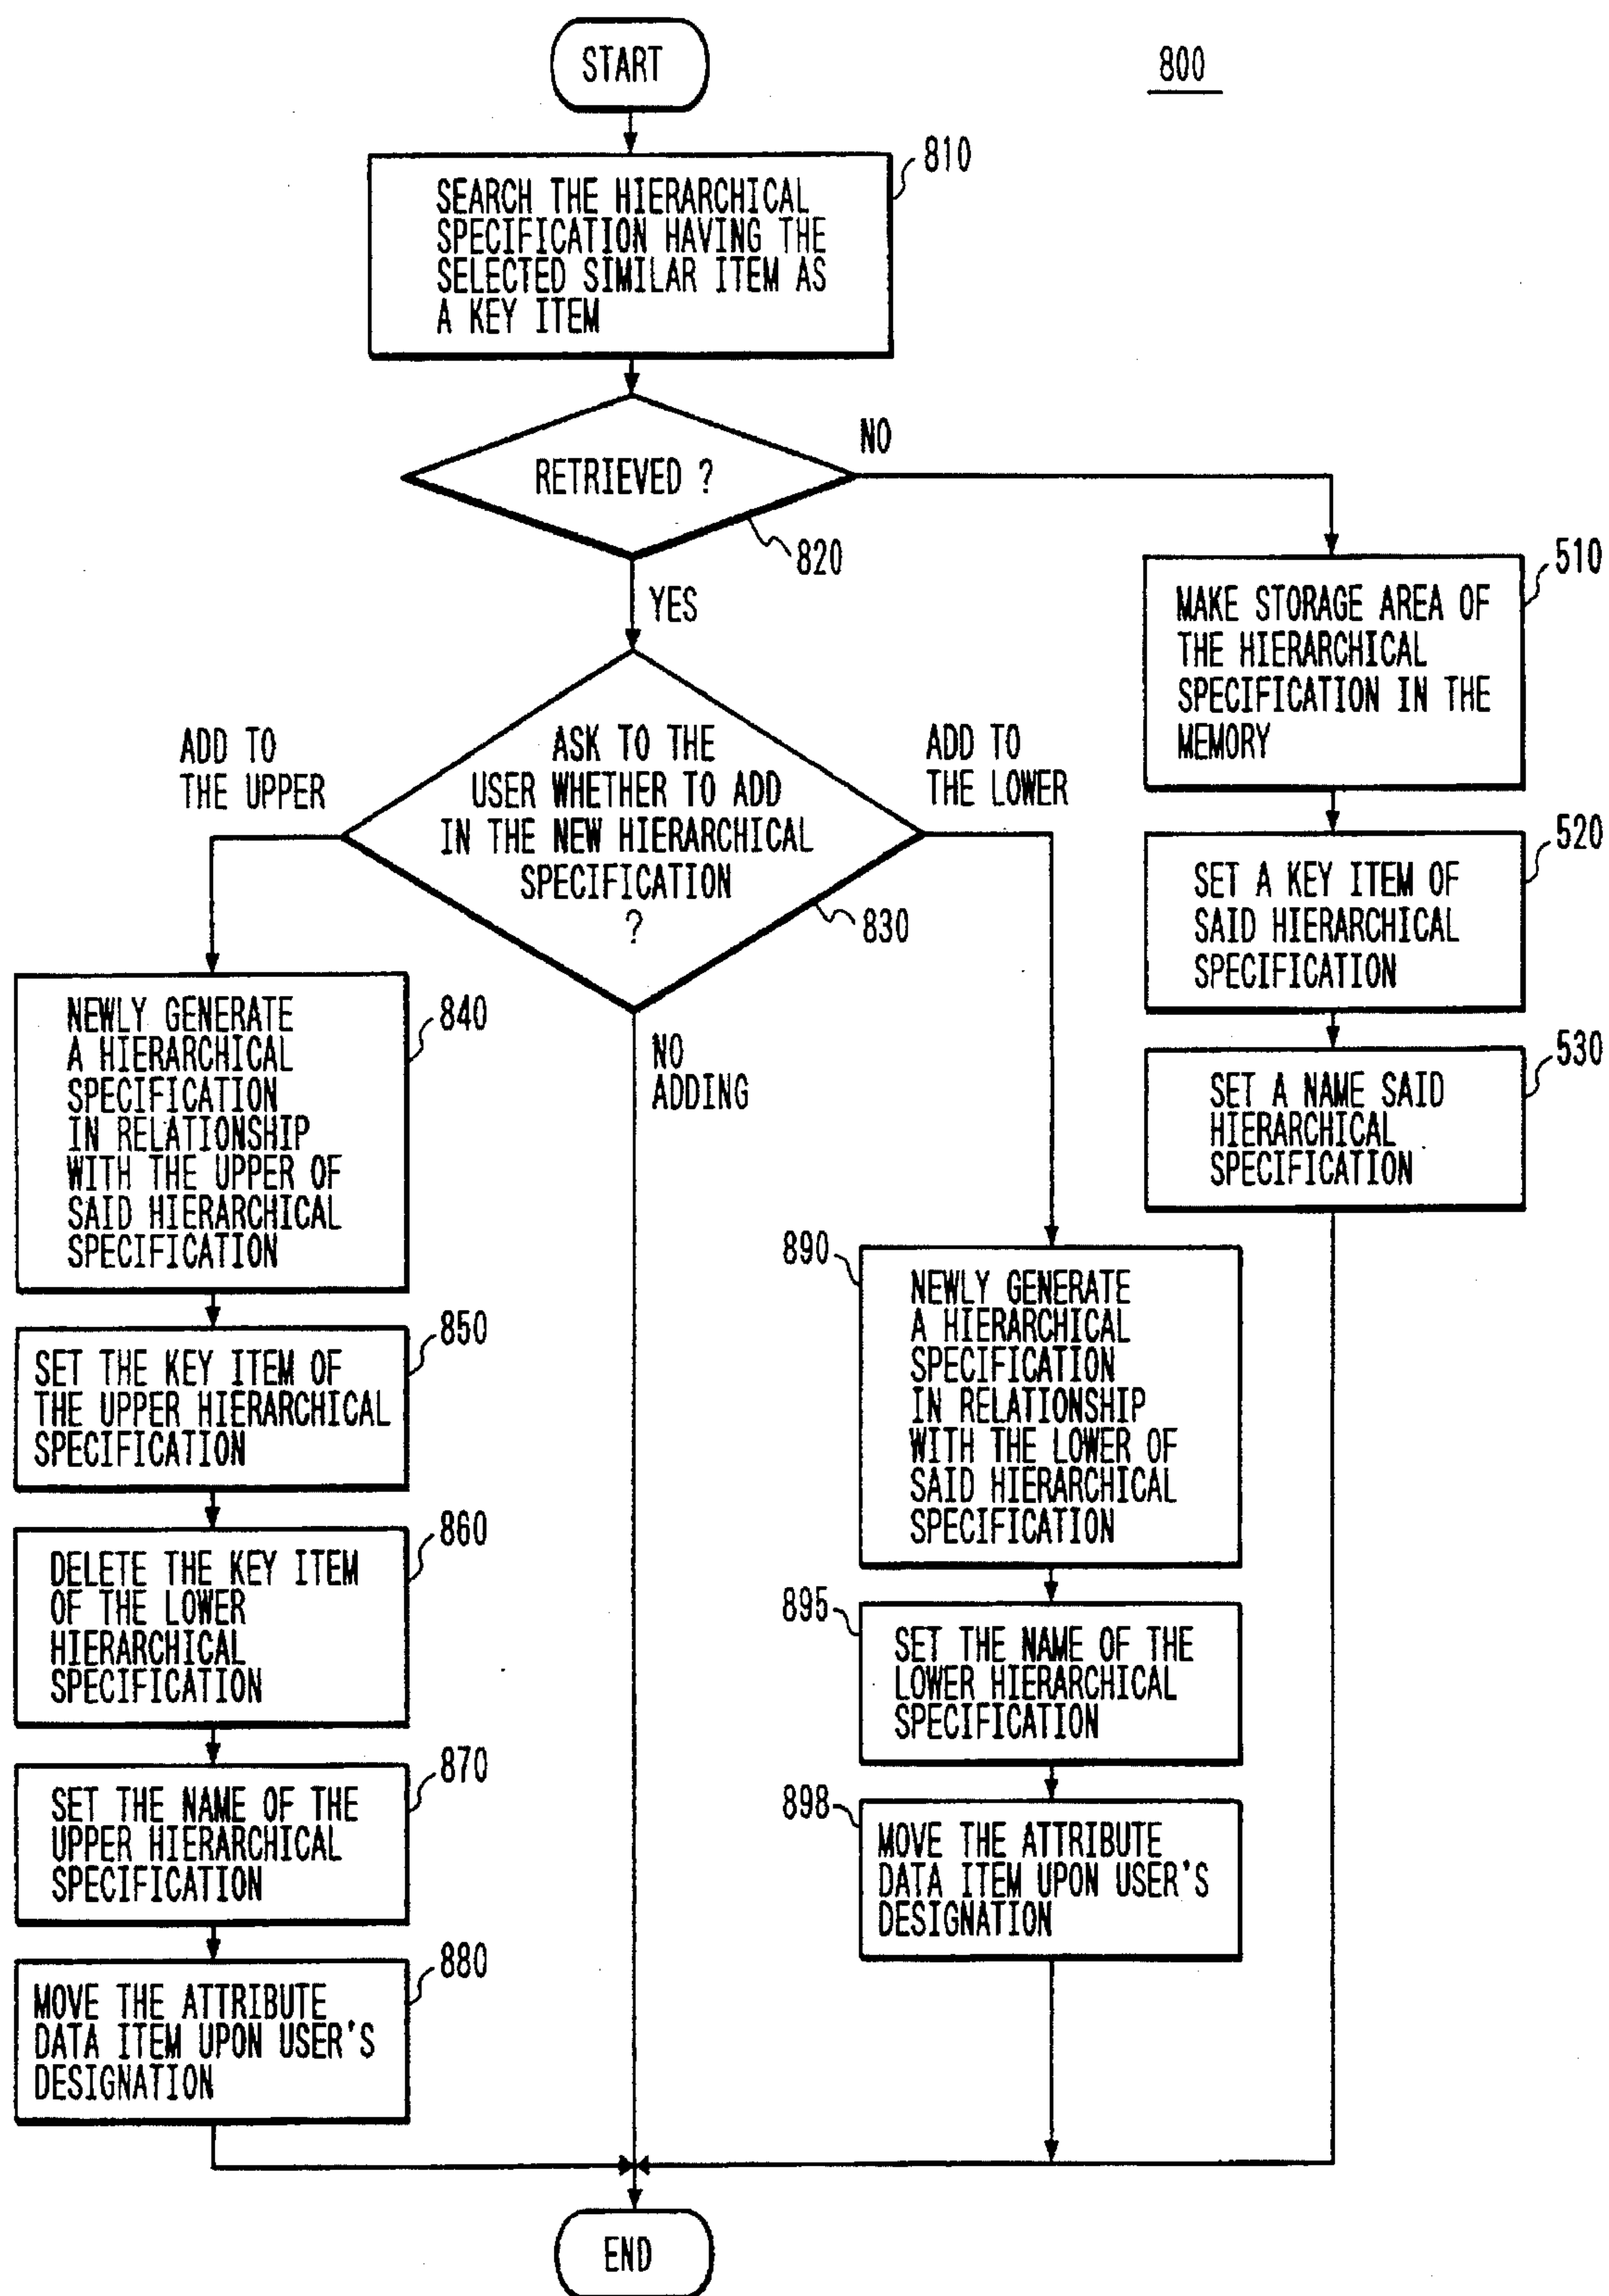 START
800
810
SEARCH THE HIERARCHICAL
SPECIFICATION HAVING THE
SELECTED SIMILAR ITEM AS
A KEY ITEM
NO
RETRIEVED ?
820
YES
510
MAKE STORAGE AREA OF
THE HIERARCHICAL
SPECIFICATION IN THE
MEMORY
ADD TO
THE UPPER
ASK TO THE
USER WHETHER TO ADD
IN THE NEW HIERARCHICAL
SPECIFICATION
?
830
ADD TO
THE LOWER
520
SET A KEY ITEM OF
SAID HIERARCHICAL
SPECIFICATION
NO
ADDING
530
SET A NAME SAID
HIERARCHICAL
SPECIFICATION
840
NEWLY GENERATE
A HIERARCHICAL
SPECIFICATION
IN RELATIONSHIP
WITH THE UPPER OF
SAID HIERARCHICAL
SPECIFICATION
850
SET THE KEY ITEM OF
THE UPPER HIERARCHICAL
SPECIFICATION
860
DELETE THE KEY ITEM
OF THE LOWER
HIERARCHICAL
SPECIFICATION
870
SET THE NAME OF THE
UPPER HIERARCHICAL
SPECIFICATION
880
MOVE THE ATTRIBUTE
DATA ITEM UPON USER'S
DESIGNATION
890
NEWLY GENERATE
A HIERARCHICAL
SPECIFICATION
IN RELATIONSHIP
WITH THE LOWER OF
SAID HIERARCHICAL
SPECIFICATION
895
SET THE NAME OF THE
LOWER HIERARCHICAL
SPECIFICATION
898
MOVE THE ATTRIBUTE
DATA ITEM UPON USER'S
DESIGNATION
END